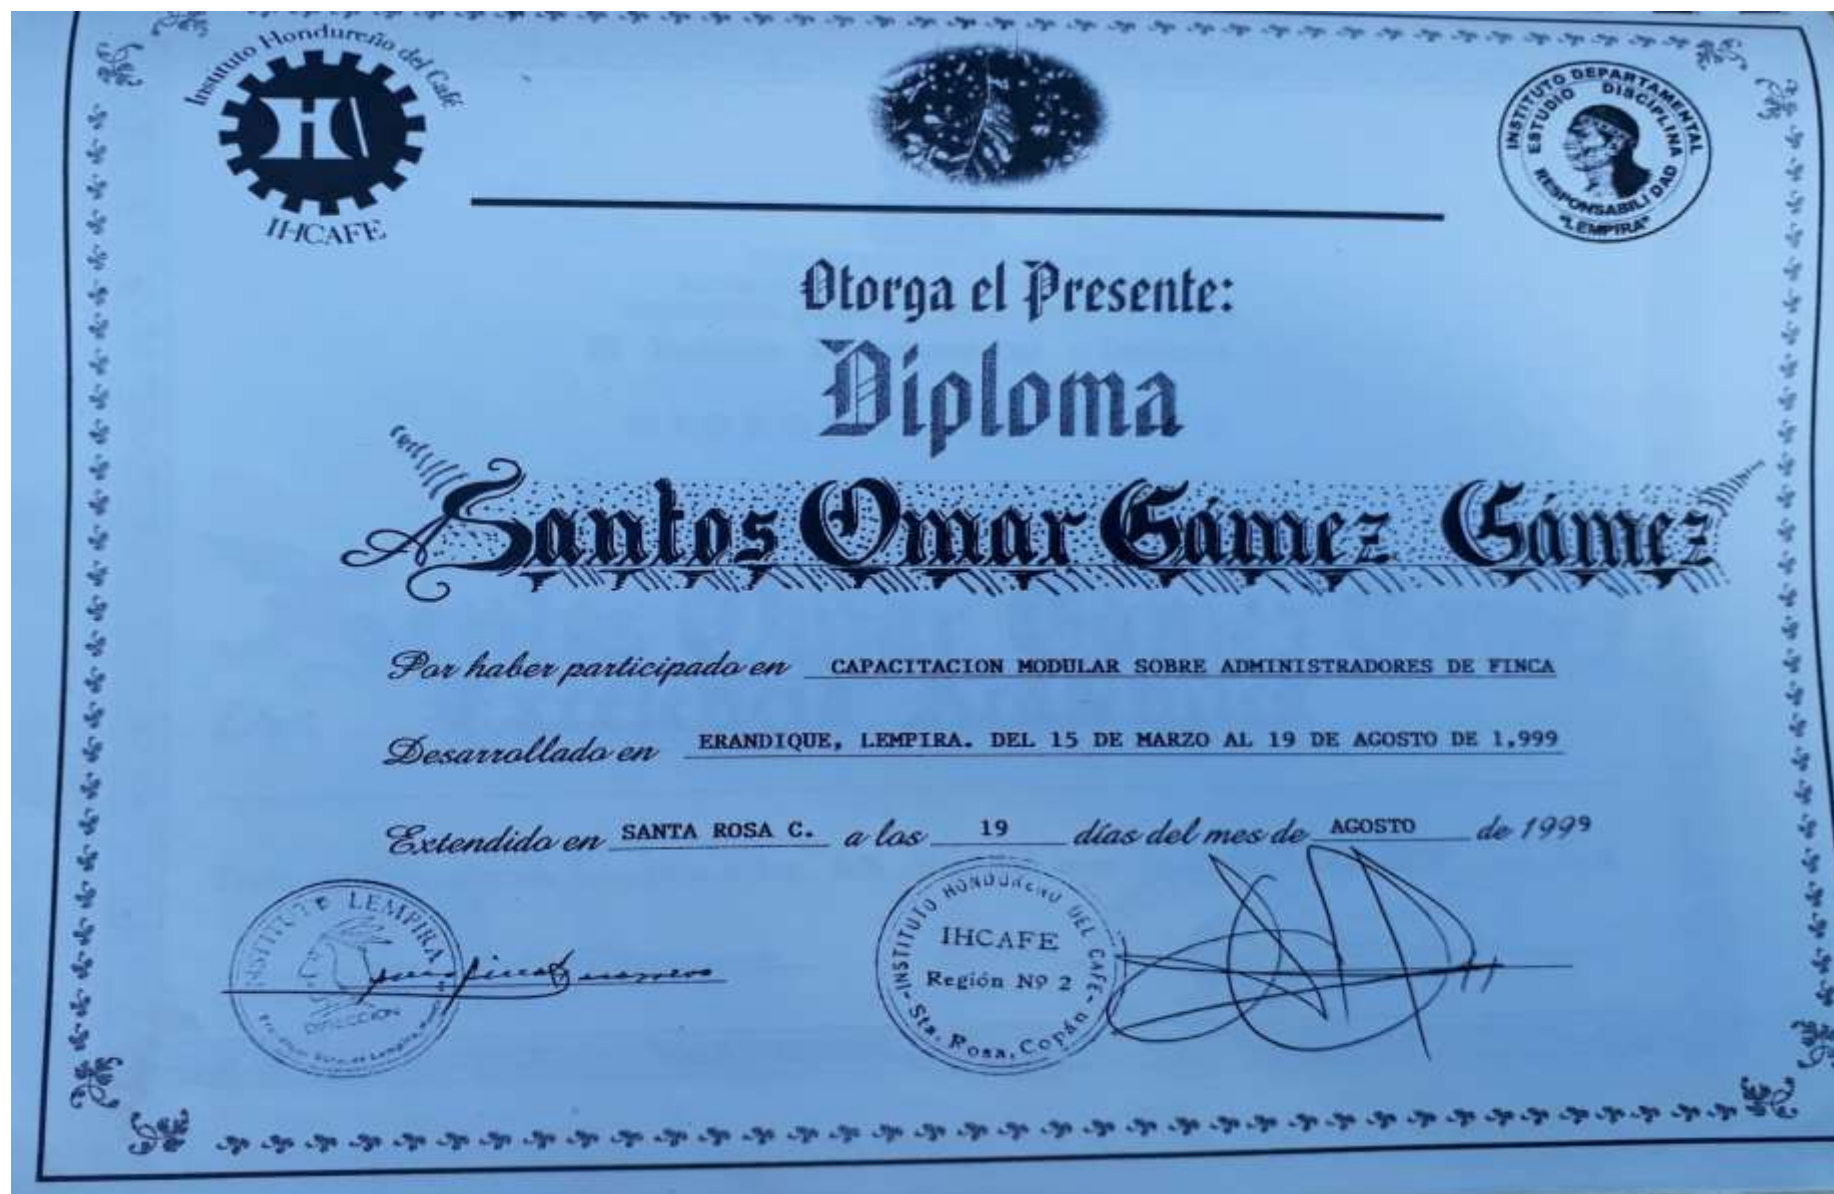 Instituto Hondureño del Café
IHCAFE
INSTITUTO DEPARTAMENTAL
ESTUDIO DISCIPLINA
RESPONSABILIDAD
"LEMPIRA"
Otorga el Presente:
Diploma
Santos Omar Gámez Gámez
Por haber participado en CAPACITACION MODULAR SOBRE ADMINISTRADORES DE FINCA
Desarrollado en ERANDIQUE, LEMPIRA. DEL 15 DE MARZO AL 19 DE AGOSTO DE 1,999
Extendido en SANTA ROSA C. a los 19 días del mes de AGOSTO de 1999
INSTITUTO LEMPIRA
DIRECCION
INSTITUTO HONDUREÑO DEL CAFE
IHCAFE
Región Nº 2
Sta. Rosa, Copán